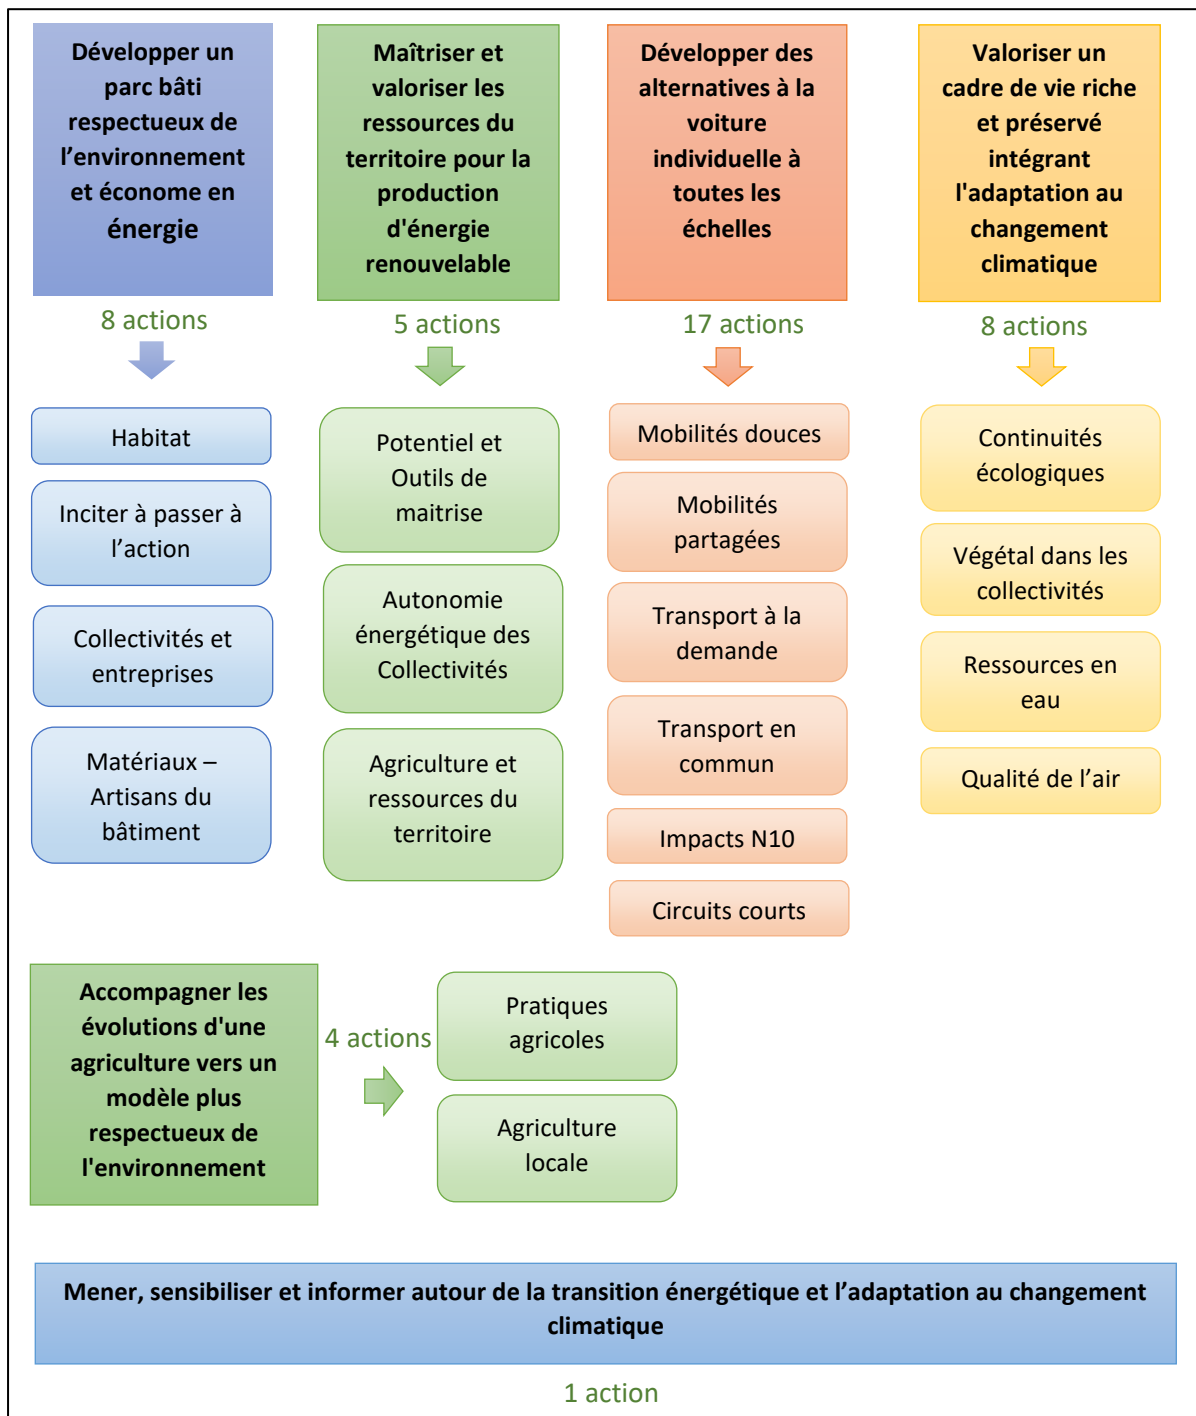 Développer un
parc bâti
respectueux de
l’environnement
et économe en
énergie
8 actions
Habitat
Inciter à passer à
l’action
Collectivités et
entreprises
Matériaux –
Artisans du
bâtiment
Maîtriser et
valoriser les
ressources du
territoire pour la
production
d'énergie
renouvelable
5 actions
Potentiel et
Outils de
maitrise
Autonomie
énergétique des
Collectivités
Agriculture et
ressources du
territoire
Développer des
alternatives à la
voiture
individuelle à
toutes les
échelles
17 actions
Mobilités douces
Mobilités
partagées
Transport à la
demande
Transport en
commun
Impacts N10
Circuits courts
Valoriser un
cadre de vie riche
et préservé
intégrant
l'adaptation au
changement
climatique
8 actions
Continuités
écologiques
Végétal dans les
collectivités
Ressources en
eau
Qualité de l’air
Accompagner les
évolutions d'une
agriculture vers un
modèle plus
respectueux de
l'environnement
4 actions
Pratiques
agricoles
Agriculture
locale
Mener, sensibiliser et informer autour de la transition énergétique et l’adaptation au changement
climatique
1 action